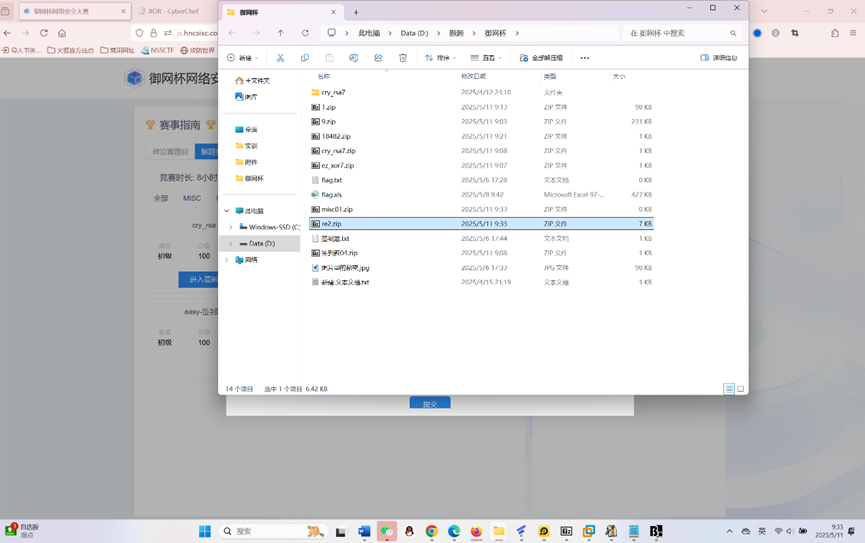 御网杯网络安全大赛
XOR - CyberChef
js.hncsisc.co
导入书签...
火狐官方站点
常用网址
NSSCTF
攻防世界
御网杯网络安
赛事指南
理论赛题目
解题
竞赛时长: 8小时
全部 MISC
cry_rsa
难度 分值
初级 100
easy-签到
难度 分值
初级 100
提交
御网杯
此电脑 Data (D:) 顾顾 御网杯
在 御网杯 中搜索
新建 排序 查看 全部解压缩 ... 详细信息
主文件夹
图库
桌面
实训
附件
御网杯
此电脑
Windows-SSD (C:
Data (D:)
网络
名称 修改日期 类型 大小
cry_rsa7 2025/4/12 23:10 文件夹
1.zip 2025/5/11 9:13 ZIP 文件 98 KB
9.zip 2025/5/11 9:03 ZIP 文件 231 KB
18482.zip 2025/5/11 9:21 ZIP 文件 1 KB
cry_rsa7.zip 2025/5/11 9:08 ZIP 文件 1 KB
ez_xor7.zip 2025/5/11 9:07 ZIP 文件 1 KB
flag.txt 2025/5/6 17:28 文本文档 0 KB
flag.xls 2025/5/8 9:42 Microsoft Excel 97-... 427 KB
misc01.zip 2025/5/11 9:33 ZIP 文件 0 KB
re2.zip 2025/5/11 9:33 ZIP 文件 7 KB
签到题.txt 2025/5/6 17:44 文本文档 1 KB
04.zip 2025/5/11 9:08 ZIP 文件 1 KB
图片里的秘密.jpg 2025/5/6 17:33 JPG 文件 98 KB
新建 文本文档.txt 2025/4/15 21:19 文本文档 1 KB
14 个项目 选中 1 个项目 6.42 KB
自选股
观点
搜索
英
9:33
2025/5/11